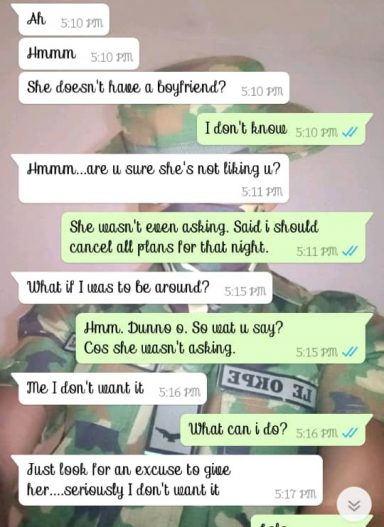 Ah 5:10 PM
Hmmm 5:10 PM
She doesn't have a boyfriend? 5:10 PM
I don't know 5:10 PM
Hmmm...are u sure she's not liking u?
5:11 PM
She wasn't even asking. Said i should
cancel all plans for that night. 5:11 PM
What if I was to be around? 5:15 PM
Hmm. Dunno o. So wat u say?
Cos she wasn't asking. 5:15 PM
LE
EKPO
Me I don't want it 5:16 PM
What can i do? 5:16 PM
Just look for an excuse to give
her....seriously I don't want it 5:17 PM